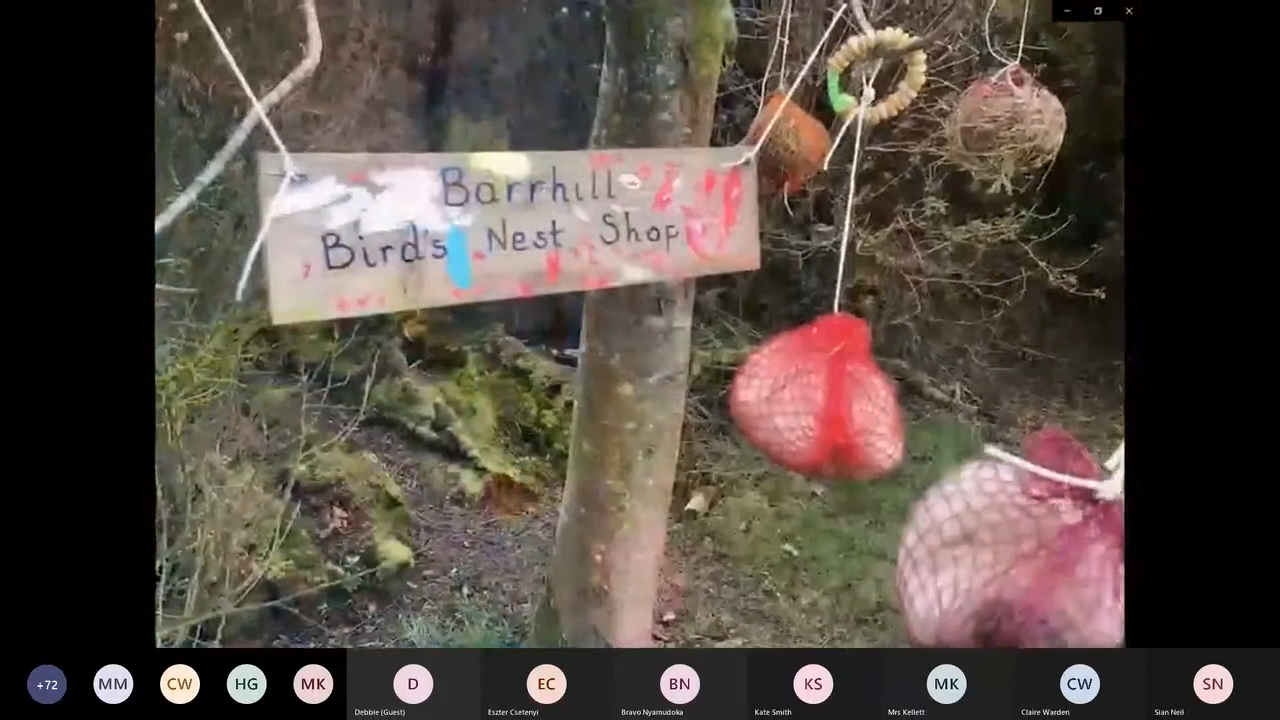 Barrhill
Bird's Nest Shop
+72
MM
CW
HG
MK
D
EC
BN
KS
MK
CW
SN
Debbie (Guest)
Eszter Csetenyi
Bravo Nyamudoka
Kate Smith
Mrs Kellett
Claire Warden
Sian Neil